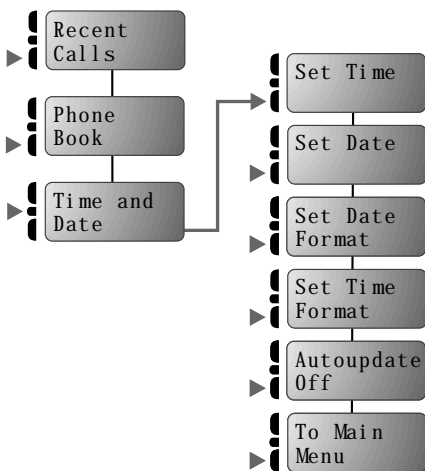 Recent
Calls
Phone
Book
Time and
Date
Set Time
Set Date
Set Date
Format
Set Time
Format
Autoupdate
Off
To Main
Menu